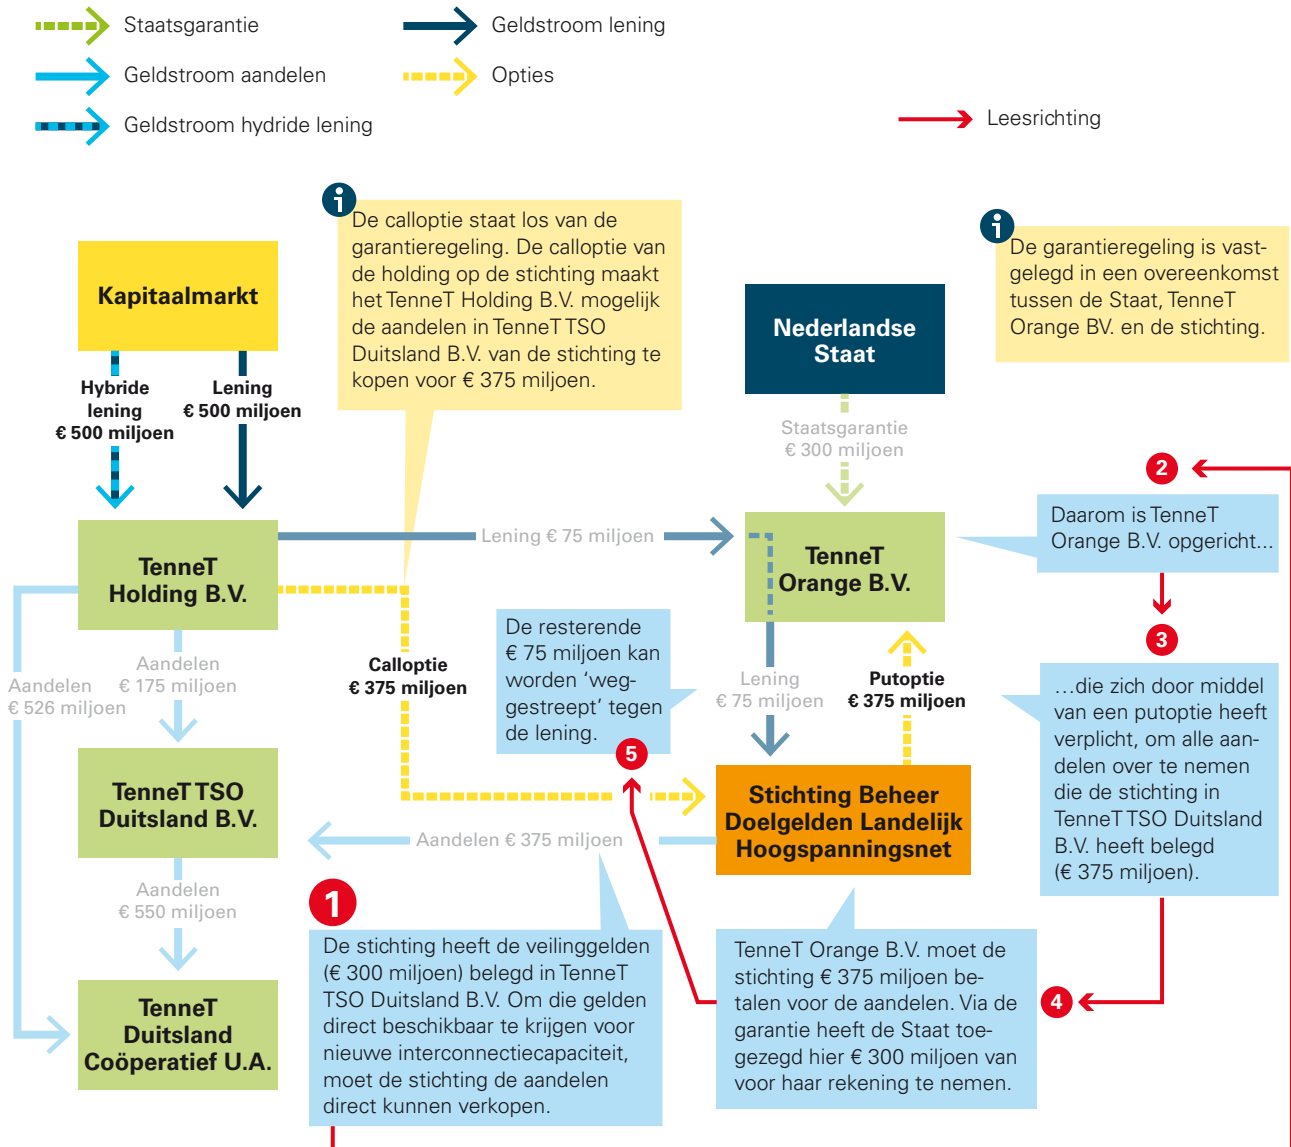 Staatsgarantie
Geldstroom lening
Geldstroom aandelen
Opties
Geldstroom hydride lening
Leesrichting
De calloptie staat los van de
garantieregeling. De calloptie van
de holding op de stichting maakt
het TenneT Holding B.V. mogelijk
de aandelen in TenneT TSO
Duitsland B.V. van de stichting te
kopen voor € 375 miljoen.
De garantieregeling is vast-
gelegd in een overeenkomst
tussen de Staat, TenneT
Orange BV. en de stichting.
Kapitaalmarkt
Nederlandse
Staat
Hybride
lening
€ 500 miljoen
Lening
€ 500 miljoen
Staatsgarantie
€ 300 miljoen
2
Daarom is TenneT
Orange B.V. opgericht...
TenneT
Holding B.V.
Lening € 75 miljoen
TenneT
Orange B.V.
3
...die zich door middel
van een putoptie heeft
verplicht, om alle aan-
delen over te nemen
die de stichting in
TenneT TSO Duitsland
B.V. heeft belegd
(€ 375 miljoen).
Aandelen
€ 526 miljoen
Aandelen
€ 175 miljoen
Calloptie
€ 375 miljoen
De resterende
€ 75 miljoen kan
worden ‘weg-
gestreept’ tegen
de lening.
5
Lening
€ 75 miljoen
Putoptie
€ 375 miljoen
TenneT TSO
Duitsland B.V.
Stichting Beheer
Doelgelden Landelijk
Hoogspanningsnet
Aandelen € 375 miljoen
Aandelen
€ 550 miljoen
1
De stichting heeft de veilinggelden
(€ 300 miljoen) belegd in TenneT
TSO Duitsland B.V. Om die gelden
direct beschikbaar te krijgen voor
nieuwe interconnectiecapaciteit,
moet de stichting de aandelen
direct kunnen verkopen.
TenneT Orange B.V. moet de
stichting € 375 miljoen be-
talen voor de aandelen. Via de
garantie heeft de Staat toe-
gezegd hier € 300 miljoen van
voor haar rekening te nemen.
4
TenneT
Duitsland
Coöperatief U.A.